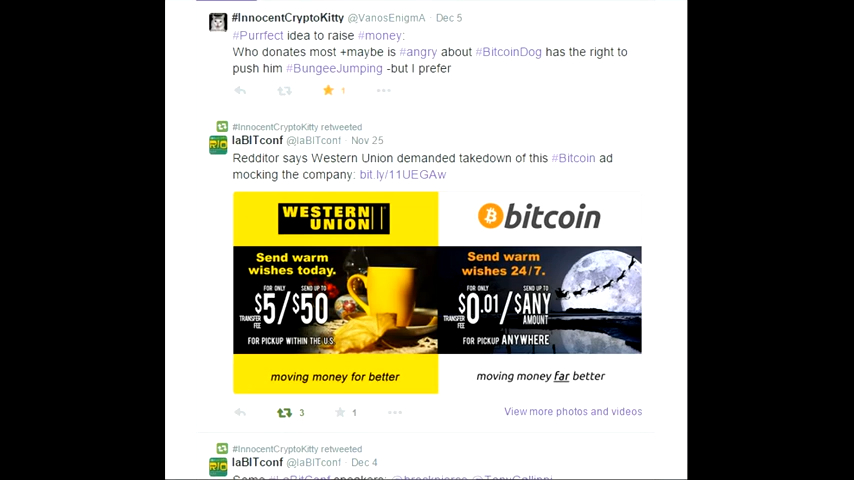 #InnocentCryptoKitty @VanosEnigmA · Dec 5
#Purrfect idea to raise #money:
Who donates most +maybe is #angry about #BitcoinDog has the right to
push him #BungeeJumping -but I prefer
1
#InnocentCryptoKitty retweeted
laBITconf @laBITconf · Nov 25
Redditor says Western Union demanded takedown of this #Bitcoin ad
mocking the company: bit.ly/11UEGAw
WESTERN
UNION
Send warm
wishes today.
FOR ONLY SEND UP TO
$5/$50
TRANSFER
FEE
FOR PICKUP WITHIN THE U.S.
moving money for better
bitcoin
Send warm
wishes 24/7.
FOR ONLY SEND UP TO
$0.01/$ANY
AMOUNT
TRANSFER
FEE
FOR PICKUP ANYWHERE
moving money far better
3 1 View more photos and videos
#InnocentCryptoKitty retweeted
laBITconf @laBITconf · Dec 4